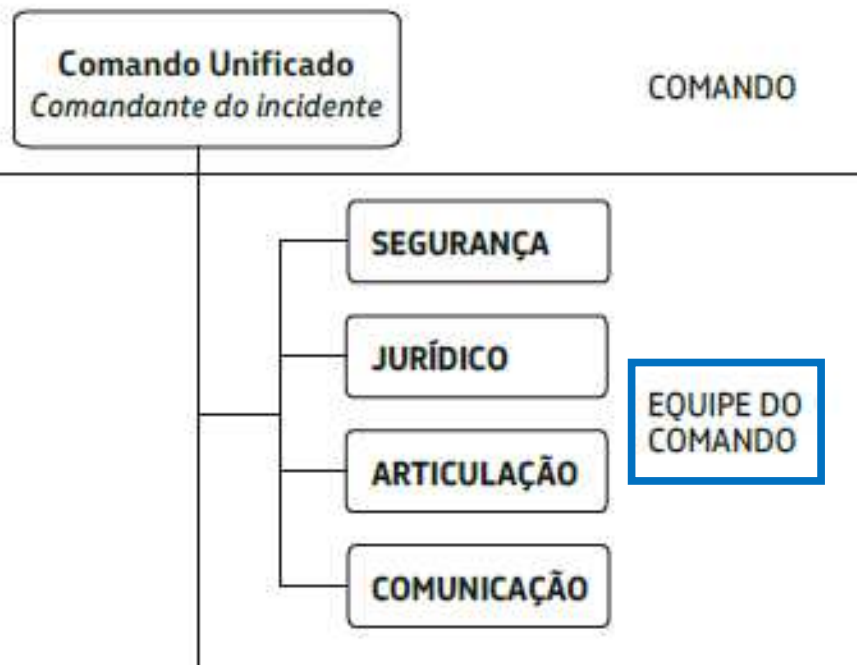 Comando Unificado
Comandante do incidente
COMANDO
SEGURANÇA
JURÍDICO
EQUIPE DO
COMANDO
ARTICULAÇÃO
COMUNICAÇÃO